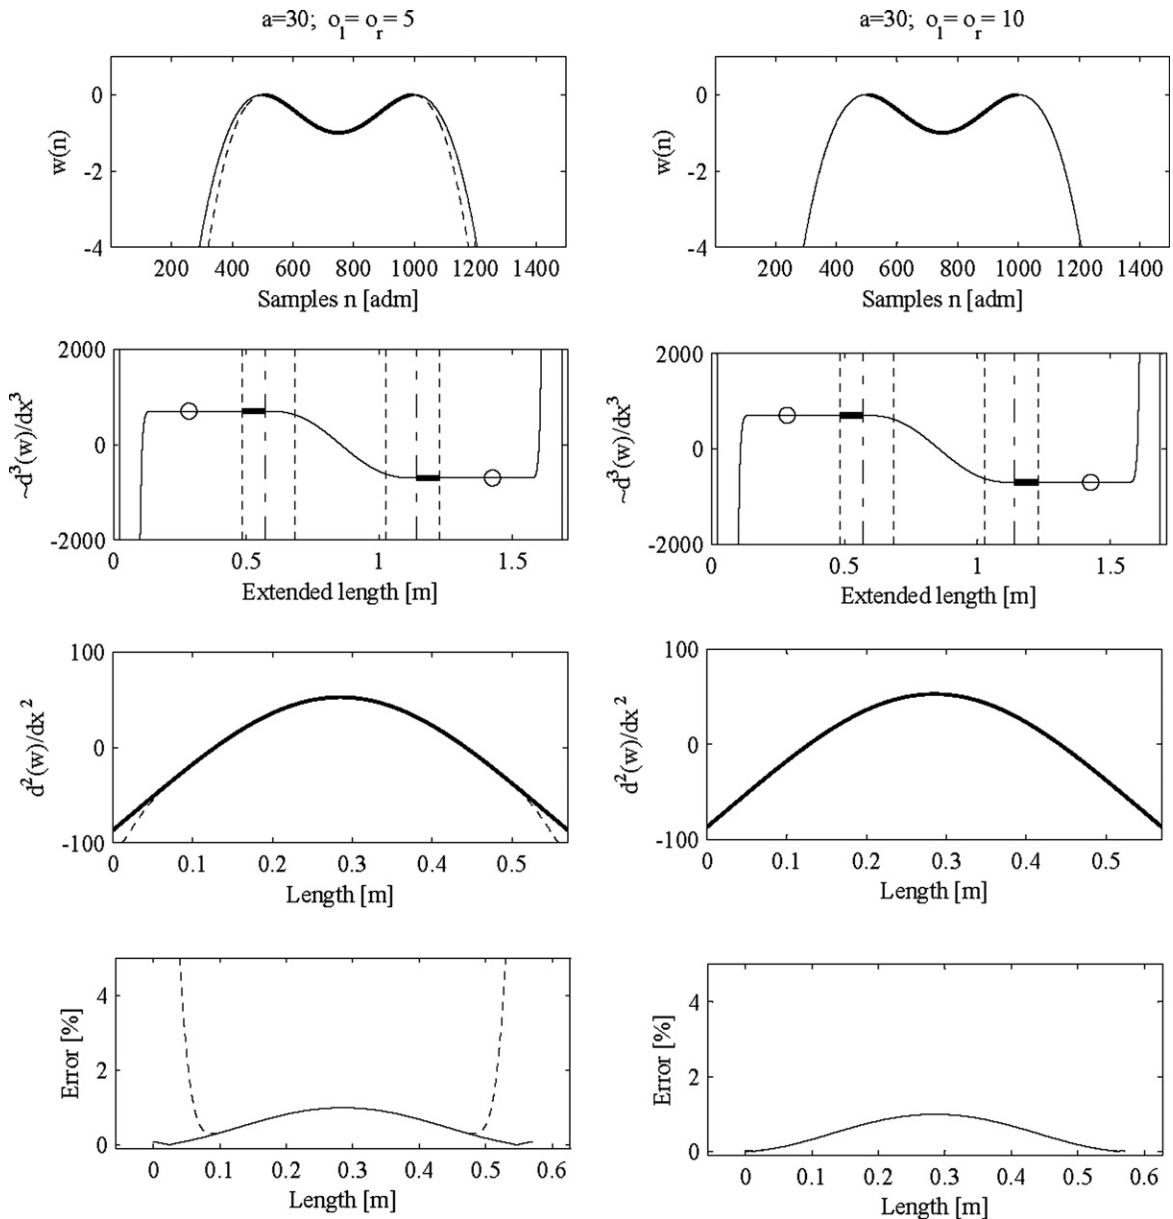 a=30; o_l= o_r= 5
w(n)
0
-2
-4
200 400 600 800 1000 1200 1400
Samples n [adm]
~d^3(w)/dx^3
2000
0
-2000
0 0.5 1 1.5
Extended length [m]
d^2(w)/dx^2
100
0
-100
0 0.1 0.2 0.3 0.4 0.5
Length [m]
Error [%]
4
2
0
0 0.1 0.2 0.3 0.4 0.5 0.6
Length [m]
a=30; o_l= o_r= 10
w(n)
0
-2
-4
200 400 600 800 1000 1200 1400
Samples n [adm]
~d^3(w)/dx^3
2000
0
-2000
0 0.5 1 1.5
Extended length [m]
d^2(w)/dx^2
100
0
-100
0 0.1 0.2 0.3 0.4 0.5
Length [m]
Error [%]
4
2
0
0 0.1 0.2 0.3 0.4 0.5 0.6
Length [m]